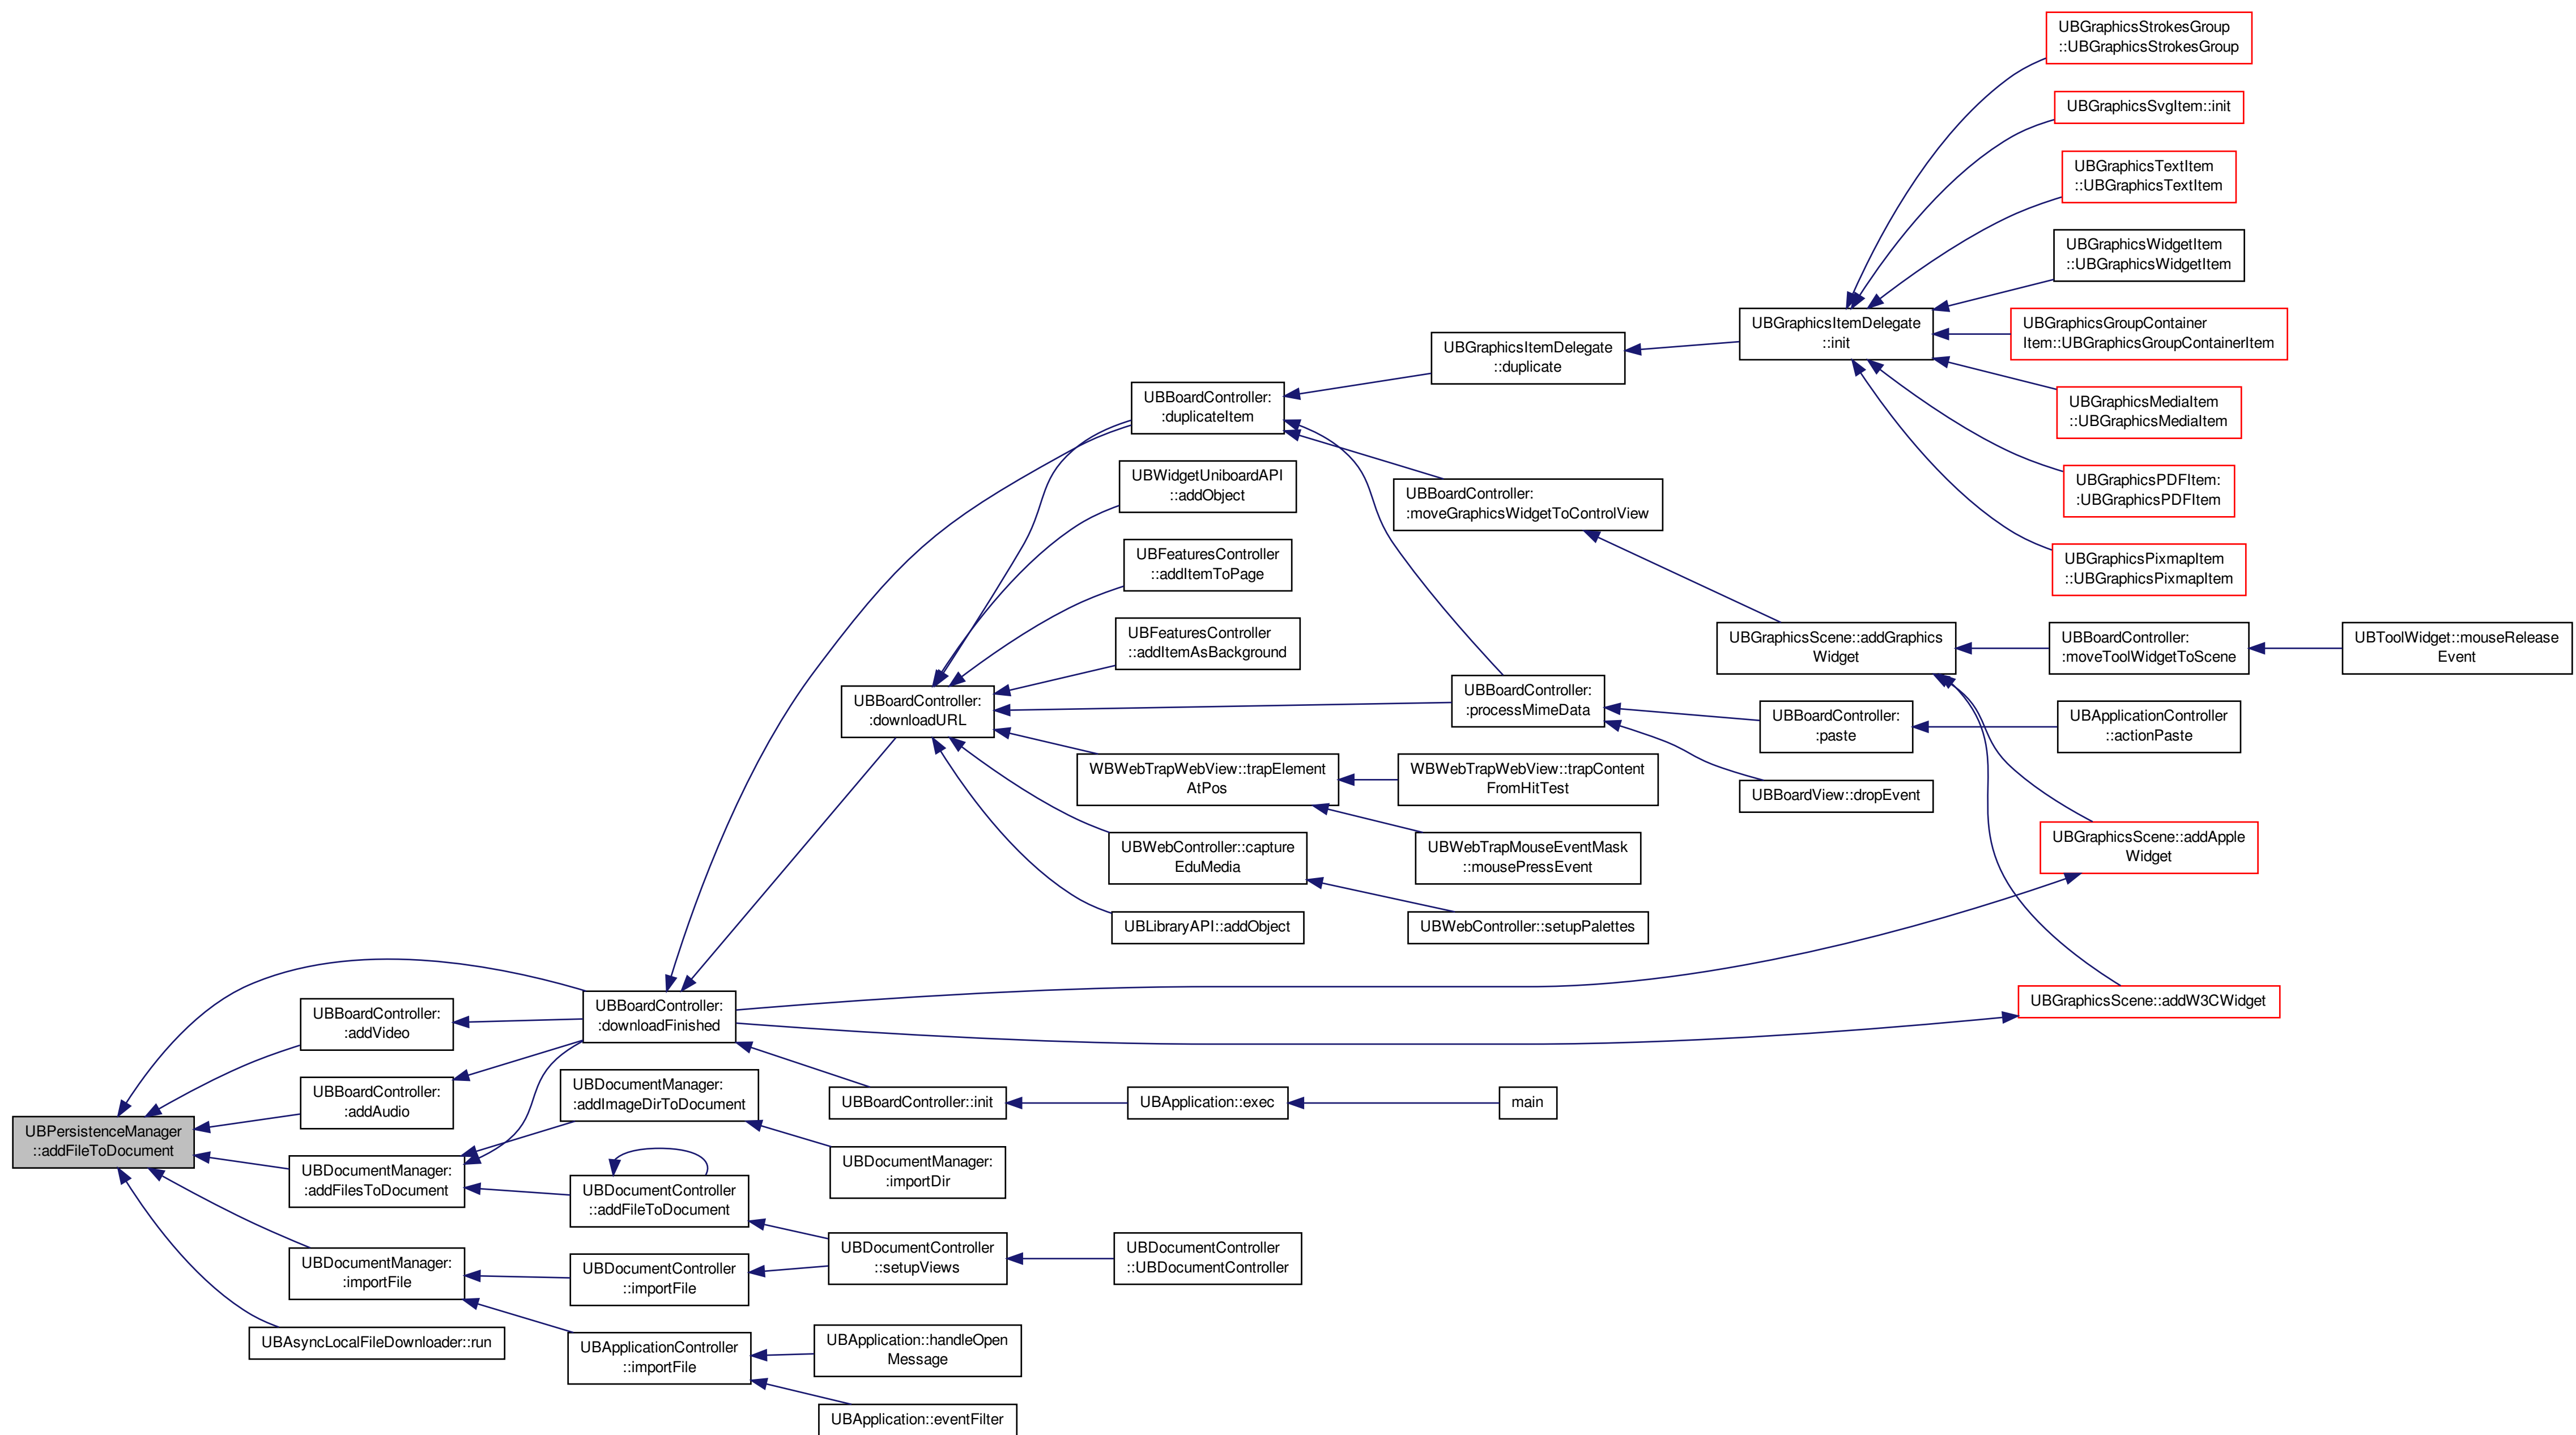 UBGraphicsStrokesGroup
::UBGraphicsStrokesGroup
UBGraphicsSvgItem::init
UBGraphicsTextItem
::UBGraphicsTextItem
UBGraphicsWidgetItem
::UBGraphicsWidgetItem
UBGraphicsItemDelegate
::init
UBGraphicsGroupContainer
Item::UBGraphicsGroupContainerItem
UBGraphicsItemDelegate
::duplicate
UBBoardController:
:duplicateItem
UBGraphicsMediaItem
::UBGraphicsMediaItem
UBWidgetUniboardAPI
::addObject
UBGraphicsPDFItem:
:UBGraphicsPDFItem
UBBoardController:
:moveGraphicsWidgetToControlView
UBFeaturesController
::addItemToPage
UBGraphicsPixmapItem
::UBGraphicsPixmapItem
UBFeaturesController
::addItemAsBackground
UBGraphicsScene::addGraphics
Widget
UBBoardController:
:moveToolWidgetToScene
UBToolWidget::mouseRelease
Event
UBBoardController:
:downloadURL
UBBoardController:
:processMimeData
UBBoardController:
:paste
UBApplicationController
::actionPaste
WBWebTrapWebView::trapElement
AtPos
WBWebTrapWebView::trapContent
FromHitTest
UBBoardView::dropEvent
UBWebController::capture
EduMedia
UBWebTrapMouseEventMask
::mousePressEvent
UBGraphicsScene::addApple
Widget
UBLibraryAPI::addObject
UBWebController::setupPalettes
UBBoardController:
:addVideo
UBBoardController:
:downloadFinished
UBGraphicsScene::addW3CWidget
UBBoardController:
:addAudio
UBDocumentManager:
:addImageDirToDocument
UBBoardController::init
UBApplication::exec
main
UBPersistenceManager
::addFileToDocument
UBDocumentManager:
:addFilesToDocument
UBDocumentController
::addFileToDocument
UBDocumentManager:
:importDir
UBDocumentManager:
:importFile
UBDocumentController
::importFile
UBDocumentController
::setupViews
UBDocumentController
::UBDocumentController
UBAsyncLocalFileDownloader::run
UBApplicationController
::importFile
UBApplication::handleOpen
Message
UBApplication::eventFilter